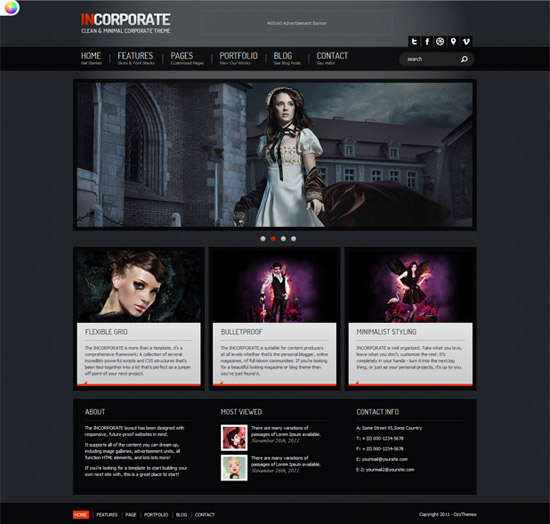 INCORPORATE
CLEAN & MINIMAL CORPORATE THEME
468x60 Advertisement Banner
HOME
Get Started
FEATURES
Skins & Font Stacks
PAGES
Customized Pages
PORTFOLIO
View Our Works
BLOG
See Blog Posts
CONTACT
Say Hello
search
FLEXIBLE GRID
The INCORPORATE is more than a template, it's a
comprehensive framework: A collection of several
incredibly powerful scripts and CSS structures that's
been tied together into a list that's perfect as a jumpin
off point of your next project.
BULLETPROOF
The INCORPORATE is suitable for content producers
at all levels whether that's the personal blogger, online
magazines, of full-blown communities. If you're looking
for a beautiful looking magazine or blog theme then
you've just found it.
MINIMALIST STYLING
INCORPORATE is well organized. Take what you love,
leave what you don't, customize the rest. It's
completely in your hands - turn it into the next big
thing, or just as your personal projects, it's up to you.
ABOUT
The INCORPORATE layout has been designed with
responsive, future-proof websites in mind.
It supports all of the content you can dream up,
including image galleries, advertisement units, all
function HTML elements, and lots lots more!
If you're looking for a template to start building your
own next site with, this is a great place to start!
MOST VIEWED
There are many variations of
passages of Lorem Ipsum available.
November 26th, 2011
There are many variations of
passages of Lorem Ipsum available.
November 26th, 2011
CONTACT INFO
A: Some Street 95,Some Country
T: + (0) 000-1234-5678
F: + (0) 000-1234-5678
E: yourmail@yoursite.com
E-2: yourmail2@yoursite.com
HOME
FEATURES
PAGE
PORTFOLIO
BLOG
CONTACT
Copyright 2011 - OzyThemes